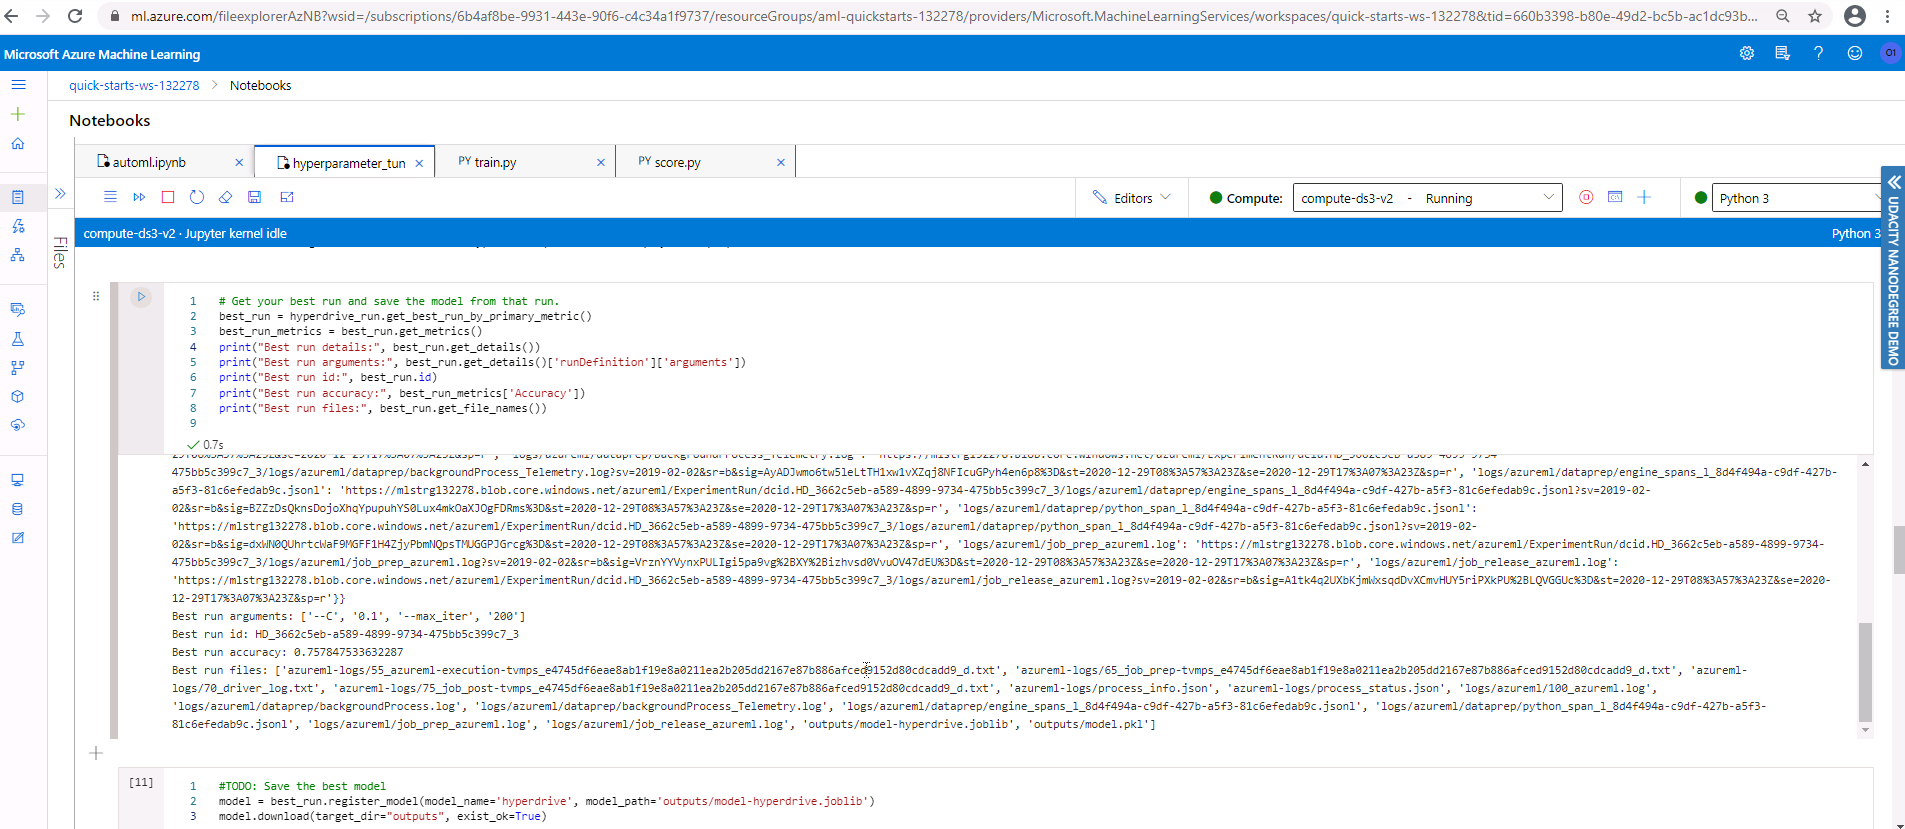 ml.azure.com/fileexplorerAzNB?wsid=/subscriptions/6b4af8be-9931-443e-90f6-c4c34a1f9737/resourceGroups/aml-quickstarts-132278/providers/Microsoft.MachineLearningServices/workspaces/quick-starts-ws-132278&tid=660b3398-b80e-49d2-bc5b-ac1dc93b...
Microsoft Azure Machine Learning
O1
quick-starts-ws-132278 > Notebooks
Notebooks
automl.ipynb
hyperparameter_tun
PY train.py
PY score.py
Editors
Compute:
compute-ds3-v2 - Running
Python 3
compute-ds3-v2 · Jupyter kernel idle
Python 3
Files
UDACITY NANODEGREE DEMO
1 # Get your best run and save the model from that run.
2 best_run = hyperdrive_run.get_best_run_by_primary_metric()
3 best_run_metrics = best_run.get_metrics()
4 print("Best run details:", best_run.get_details())
5 print("Best run arguments:", best_run.get_details()['runDefinition']['arguments'])
6 print("Best run id:", best_run.id)
7 print("Best run accuracy:", best_run_metrics['Accuracy'])
8 print("Best run files:", best_run.get_file_names())
9
0.7s
475bb5c399c7_3/logs/azureml/dataprep/backgroundProcess_Telemetry.log?sv=2019-02-02&sr=b&sig=AyADJwmo6tw5leLtTH1xw1vXZqj8NFIcuGPyh4en6p8%3D&st=2020-12-29T08%3A57%3A23Z&se=2020-12-29T17%3A07%3A23Z&sp=r', 'logs/azureml/dataprep/engine_spans_l_8d4f494a-c9df-427b-
a5f3-81c6efedab9c.jsonl': 'https://mlstrg132278.blob.core.windows.net/azureml/ExperimentRun/dcid.HD_3662c5eb-a589-4899-9734-475bb5c399c7_3/logs/azureml/dataprep/engine_spans_l_8d4f494a-c9df-427b-a5f3-81c6efedab9c.jsonl?sv=2019-02-
02&sr=b&sig=BZZzDsQknsDojoXhqYpupuhYS0Lux4mkOaXJOgFDRms%3D&st=2020-12-29T08%3A57%3A23Z&se=2020-12-29T17%3A07%3A23Z&sp=r', 'logs/azureml/dataprep/python_span_l_8d4f494a-c9df-427b-a5f3-81c6efedab9c.jsonl':
'https://mlstrg132278.blob.core.windows.net/azureml/ExperimentRun/dcid.HD_3662c5eb-a589-4899-9734-475bb5c399c7_3/logs/azureml/dataprep/python_span_l_8d4f494a-c9df-427b-a5f3-81c6efedab9c.jsonl?sv=2019-02-
02&sr=b&sig=dxWN0QUhrtcWaF9MGFF1H4ZjyPbmNQpsTMUGGPJGrcg%3D&st=2020-12-29T08%3A57%3A23Z&se=2020-12-29T17%3A07%3A23Z&sp=r', 'logs/azureml/job_prep_azureml.log': 'https://mlstrg132278.blob.core.windows.net/azureml/ExperimentRun/dcid.HD_3662c5eb-a589-4899-9734-
475bb5c399c7_3/logs/azureml/job_prep_azureml.log?sv=2019-02-02&sr=b&sig=VrznYYVynxPULIgi5pa9vg%2BXY%2Bizhvsd0VvuOV47dEU%3D&st=2020-12-29T08%3A57%3A23Z&se=2020-12-29T17%3A07%3A23Z&sp=r', 'logs/azureml/job_release_azureml.log':
'https://mlstrg132278.blob.core.windows.net/azureml/ExperimentRun/dcid.HD_3662c5eb-a589-4899-9734-475bb5c399c7_3/logs/azureml/job_release_azureml.log?sv=2019-02-02&sr=b&sig=A1tk4q2UXbKjmWxsqdDvXCmvHUY5riPXkPU%2BLQVGGUc%3D&st=2020-12-29T08%3A57%3A23Z&se=2020-
12-29T17%3A07%3A23Z&sp=r'}}
Best run arguments: ['--C', '0.1', '--max_iter', '200']
Best run id: HD_3662c5eb-a589-4899-9734-475bb5c399c7_3
Best run accuracy: 0.757847533632287
Best run files: ['azureml-logs/55_azureml-execution-tvmps_e4745df6eae8ab1f19e8a0211ea2b205dd2167e87b886afced9152d80cdcadd9_d.txt', 'azureml-logs/65_job_prep-tvmps_e4745df6eae8ab1f19e8a0211ea2b205dd2167e87b886afced9152d80cdcadd9_d.txt', 'azureml-
logs/70_driver_log.txt', 'azureml-logs/75_job_post-tvmps_e4745df6eae8ab1f19e8a0211ea2b205dd2167e87b886afced9152d80cdcadd9_d.txt', 'azureml-logs/process_info.json', 'azureml-logs/process_status.json', 'logs/azureml/100_azureml.log',
'logs/azureml/dataprep/backgroundProcess.log', 'logs/azureml/dataprep/backgroundProcess_Telemetry.log', 'logs/azureml/dataprep/engine_spans_l_8d4f494a-c9df-427b-a5f3-81c6efedab9c.jsonl', 'logs/azureml/dataprep/python_span_l_8d4f494a-c9df-427b-a5f3-
81c6efedab9c.jsonl', 'logs/azureml/job_prep_azureml.log', 'logs/azureml/job_release_azureml.log', 'outputs/model-hyperdrive.joblib', 'outputs/model.pkl']
[11]
1 #TODO: Save the best model
2 model = best_run.register_model(model_name='hyperdrive', model_path='outputs/model-hyperdrive.joblib')
3 model.download(target_dir="outputs", exist_ok=True)